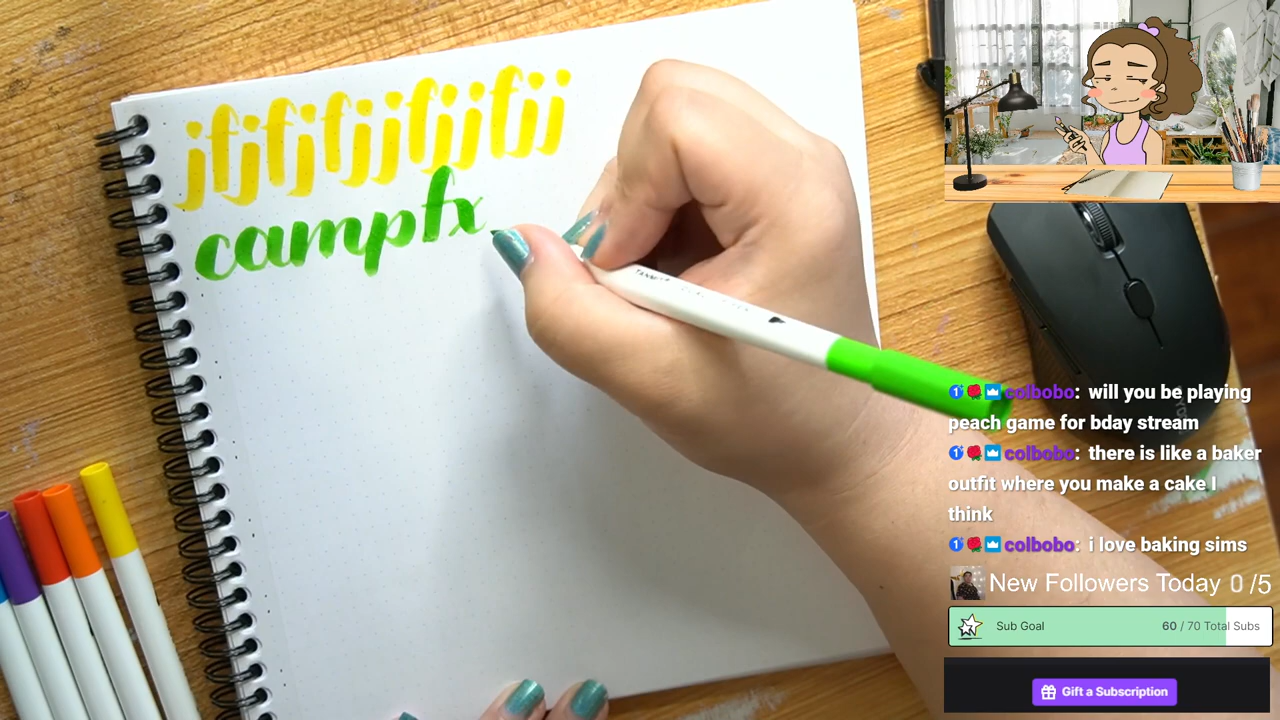 jfjfjfjjfjjfjj
campfx
colbobo: will you be playing
peach game for bday stream
colbobo: there is like a baker
outfit where you make a cake I
think
colbobo: i love baking sims
New Followers Today 0 /5
Sub Goal 60 / 70 Total Subs
Gift a Subscription